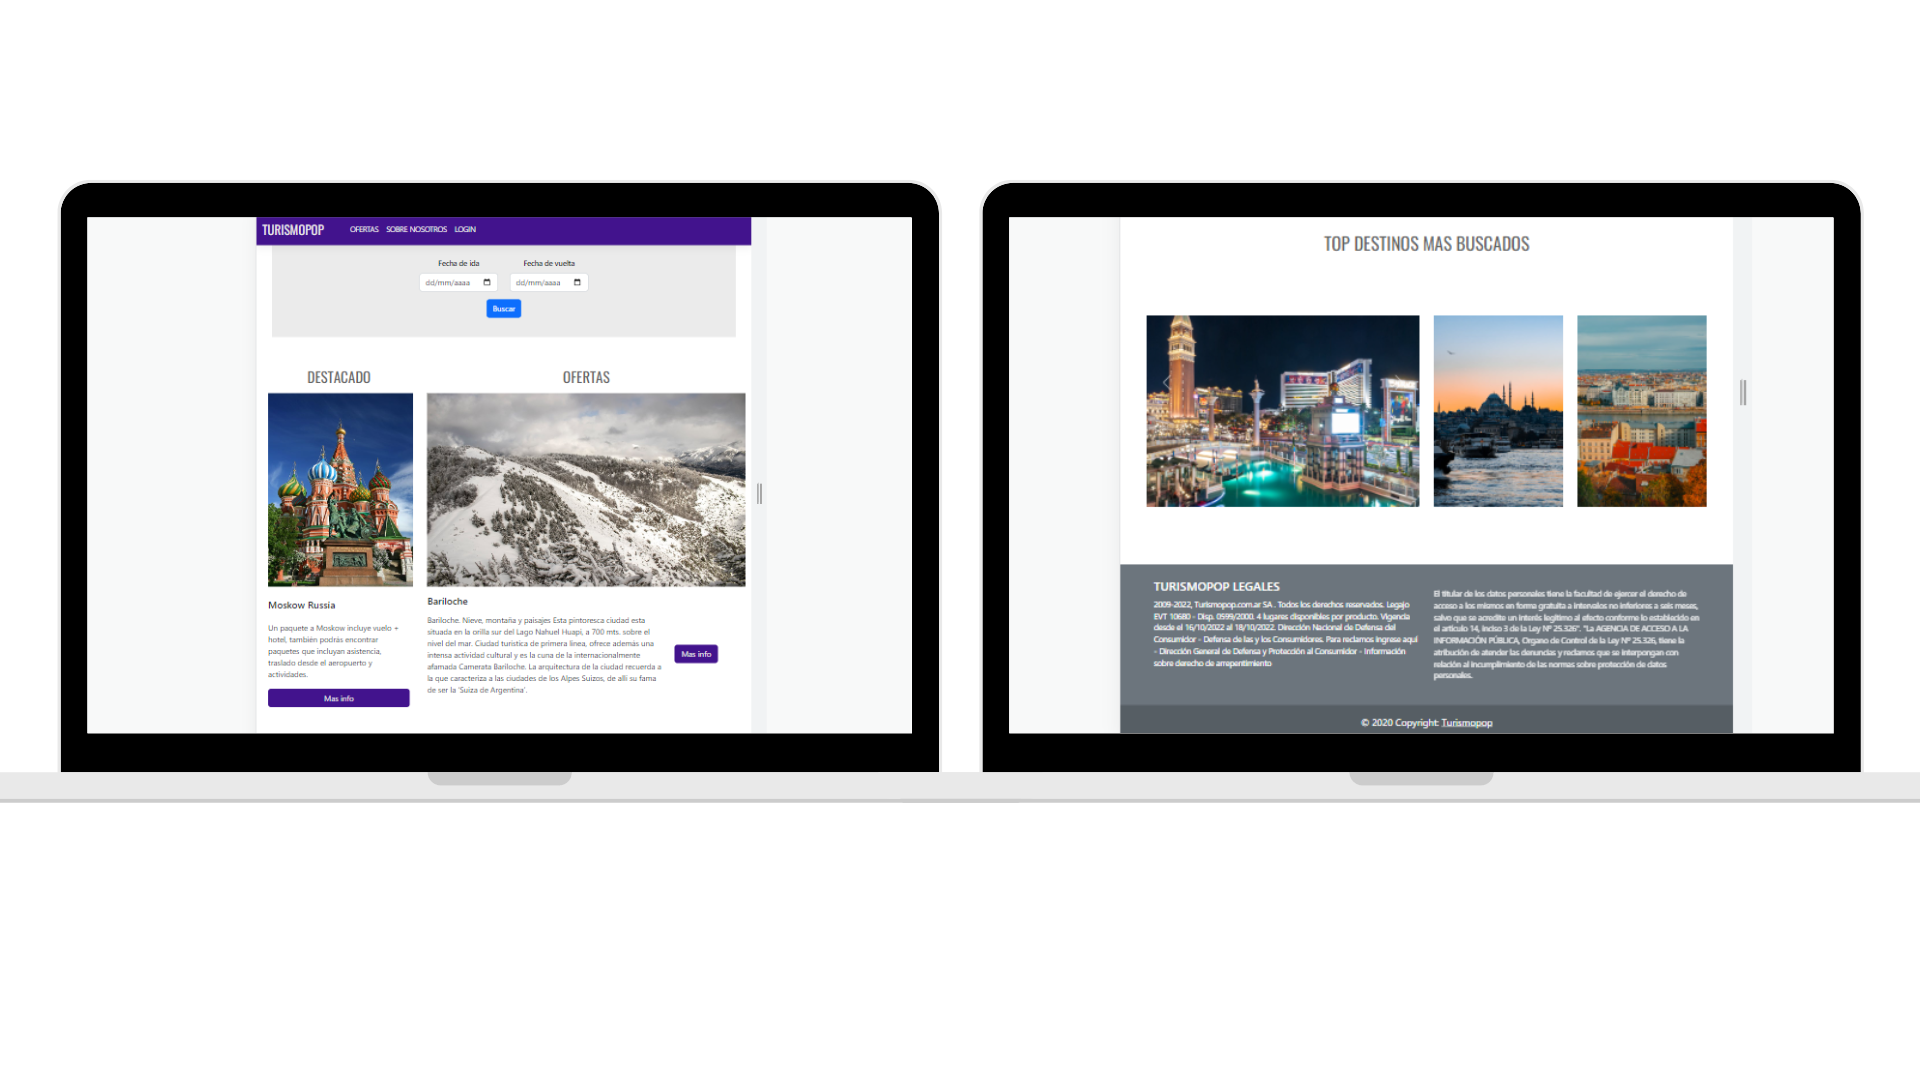 TURISMOPOP OFERTAS SOBRE NOSOTROS LOGIN
Fecha de ida Fecha de vuelta
dd/mm/aaaa dd/mm/aaaa
Buscar
DESTACADO
Moskow Russia
Un paquete a Moskow incluye vuelo +
hotel, también podrás encontrar
paquetes que incluyan asistencia,
traslado desde el aeropuerto y
actividades.
Mas info
OFERTAS
Bariloche
Bariloche. Nieve, montaña y paisajes Esta pintoresca ciudad esta
situada en la orilla sur del Lago Nahuel Huapi, a 700 mts. sobre el
nivel del mar. Ciudad turistica de primera linea, ofrece además una
intensa actividad cultural y es la cuna de la internacionalmente
afamada Camerata Bariloche. La arquitectura de la ciudad recuerda a
la que caracteriza a las ciudades de los Alpes Suizos, de alli su fama
de ser la 'Suiza de Argentina'.
Mas info
TOP DESTINOS MAS BUSCADOS
TURISMOPOP LEGALES
2009-2022, Turismopop.com.ar SA . Todos los derechos reservados. Legajo
EVT 10680 - Disp. 0599/2000. 4 lugares disponibles por producto. Vigencia
desde el 16/10/2022 al 18/10/2022. Dirección Nacional de Defensa del
Consumidor - Defensa de las y los Consumidores. Para reclamos ingrese aquí
- Dirección General de Defensa y Protección al Consumidor - Información
sobre derecho de arrepentimiento
El titular de los datos personales tiene la facultad de ejercer el derecho de
acceso a los mismos en forma gratuita a intervalos no inferiores a seis meses,
salvo que se acredite un interés legítimo al efecto conforme lo establecido en
el artículo 14, inciso 3 de la Ley Nº 25.326". "La AGENCIA DE ACCESO A LA
INFORMACIÓN PÚBLICA, Organo de Control de la Ley Nº 25.326, tiene la
atribución de atender las denuncias y reclamos que se interpongan con
relación al incumplimiento de las normas sobre protección de datos
personales.
© 2020 Copyright: Turismopop